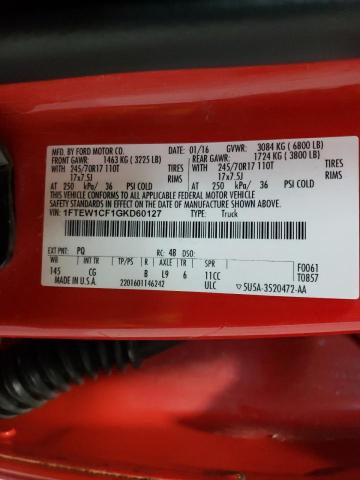 MFD. BY FORD MOTOR CO. 01/16 GVWR: 3084 KG ( 6800 LB)
FRONT GAWR: 1463 KG ( 3225 LB) REAR GAWR: 1724 KG ( 3800 LB)
WITH 245/70R17 110T TIRES WITH 245/70R17 110T TIRES
17x7.5J RIMS 17x7.5J RIMS
AT 250 kPa/ 36 PSI COLD AT 250 kPa/ 36 PSI COLD
THIS VEHICLE CONFORMS TO ALL APPLICABLE FEDERAL MOTOR
VEHICLE SAFETY STANDARDS IN EFFECT ON THE DATE OF MANUFACTURE SHOWN ABOVE.
VIN: 1FTEW1CF1GKD60127 TYPE: Truck
EXT PNT: PQ RC: 4B DSO:
WB INT TR TP/PS R AXLE TR SPR
145 CG B L9 6 11CC
MADE IN U.S.A. 2201601146242 ULC
F0061
T0857
▽5U5A-3520472-AA